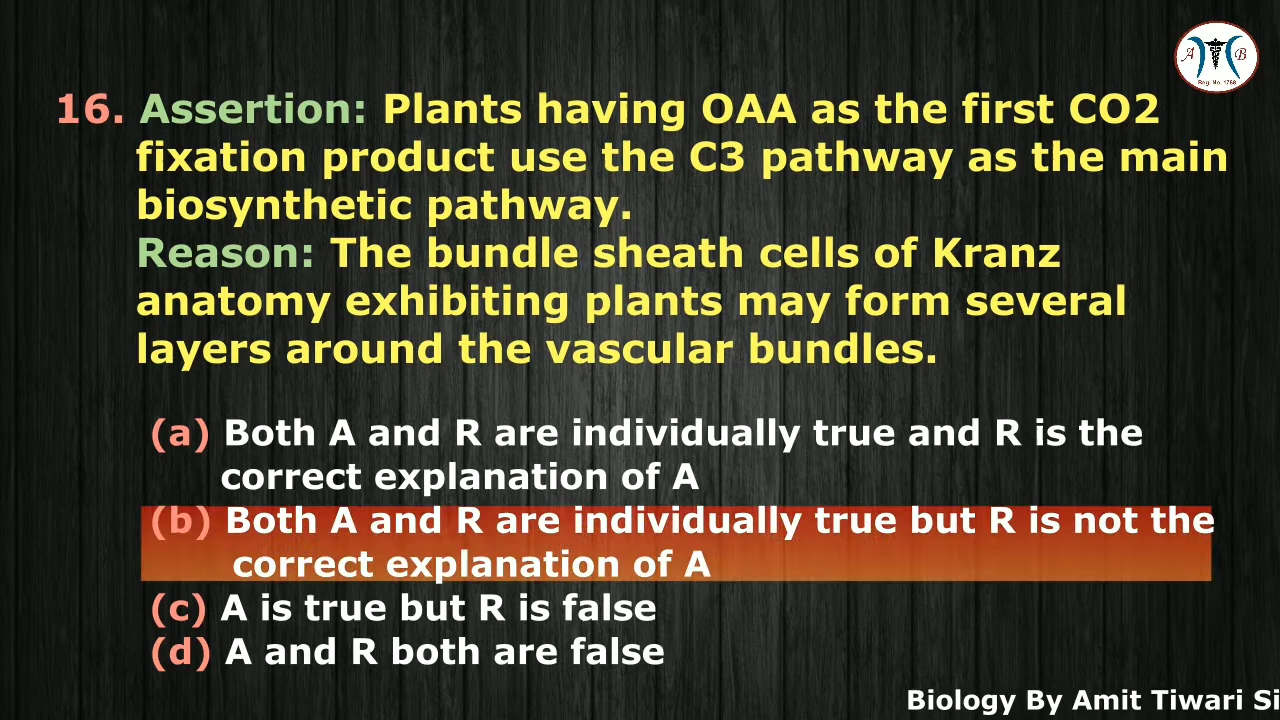 A B
Reg No 1768
16. Assertion: Plants having OAA as the first CO2
fixation product use the C3 pathway as the main
biosynthetic pathway.
Reason: The bundle sheath cells of Kranz
anatomy exhibiting plants may form several
layers around the vascular bundles.
(a) Both A and R are individually true and R is the
correct explanation of A
(b) Both A and R are individually true but R is not the
correct explanation of A
(c) A is true but R is false
(d) A and R both are false
Biology By Amit Tiwari Si